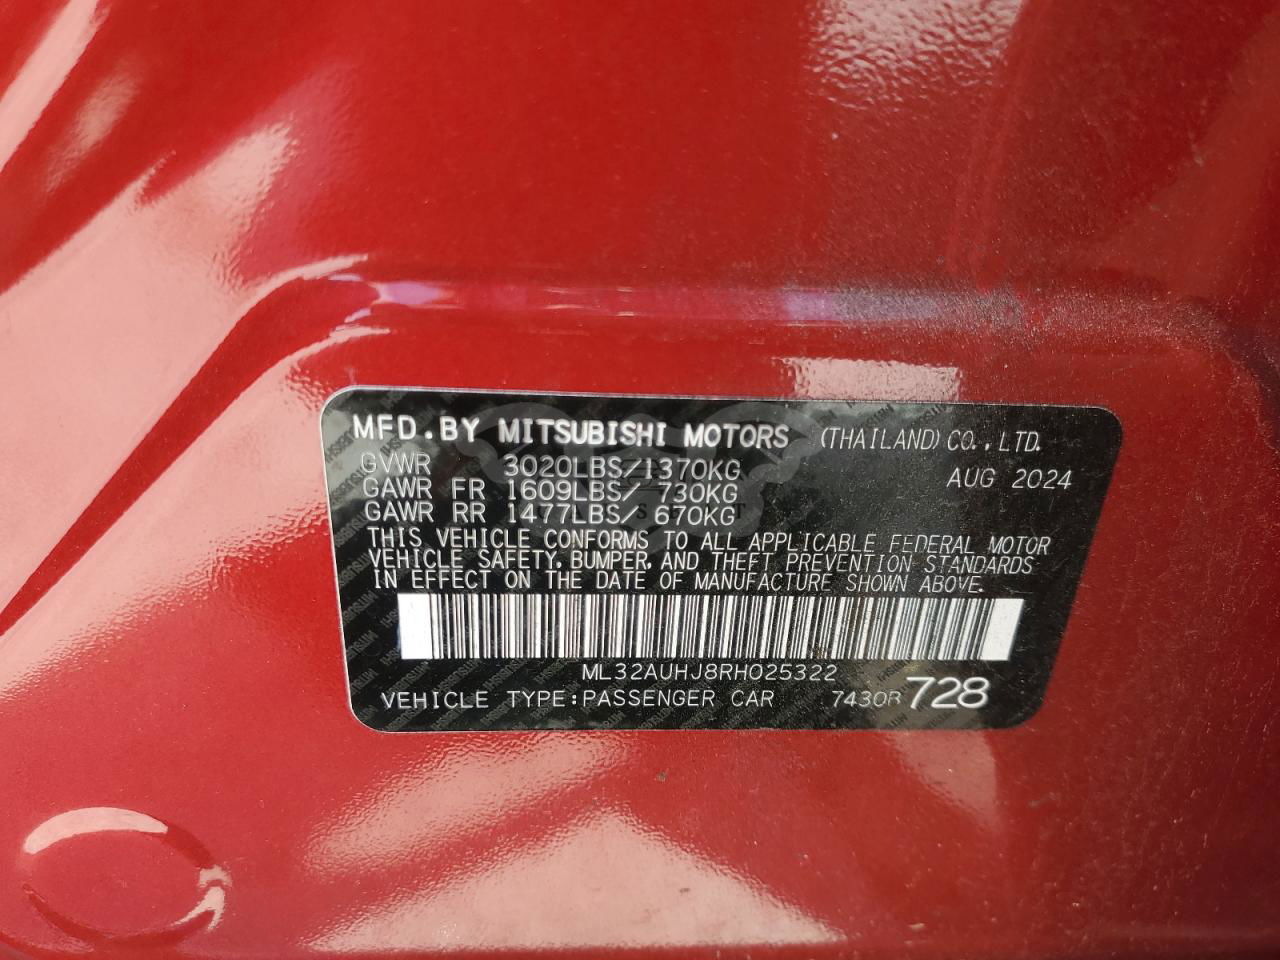 MFD.BY MITSUBISHI MOTORS (THAILAND) CO.,LTD.
GVWR 3020LBS/1370KG AUG 2024
GAWR FR 1609LBS/ 730KG
GAWR RR 1477LBS/ 670KG
THIS VEHICLE CONFORMS TO ALL APPLICABLE FEDERAL MOTOR
VEHICLE SAFETY, BUMPER, AND THEFT PREVENTION STANDARDS
IN EFFECT ON THE DATE OF MANUFACTURE SHOWN ABOVE.
ML32AUHJ8RH025322
VEHICLE TYPE:PASSENGER CAR 7430B 728